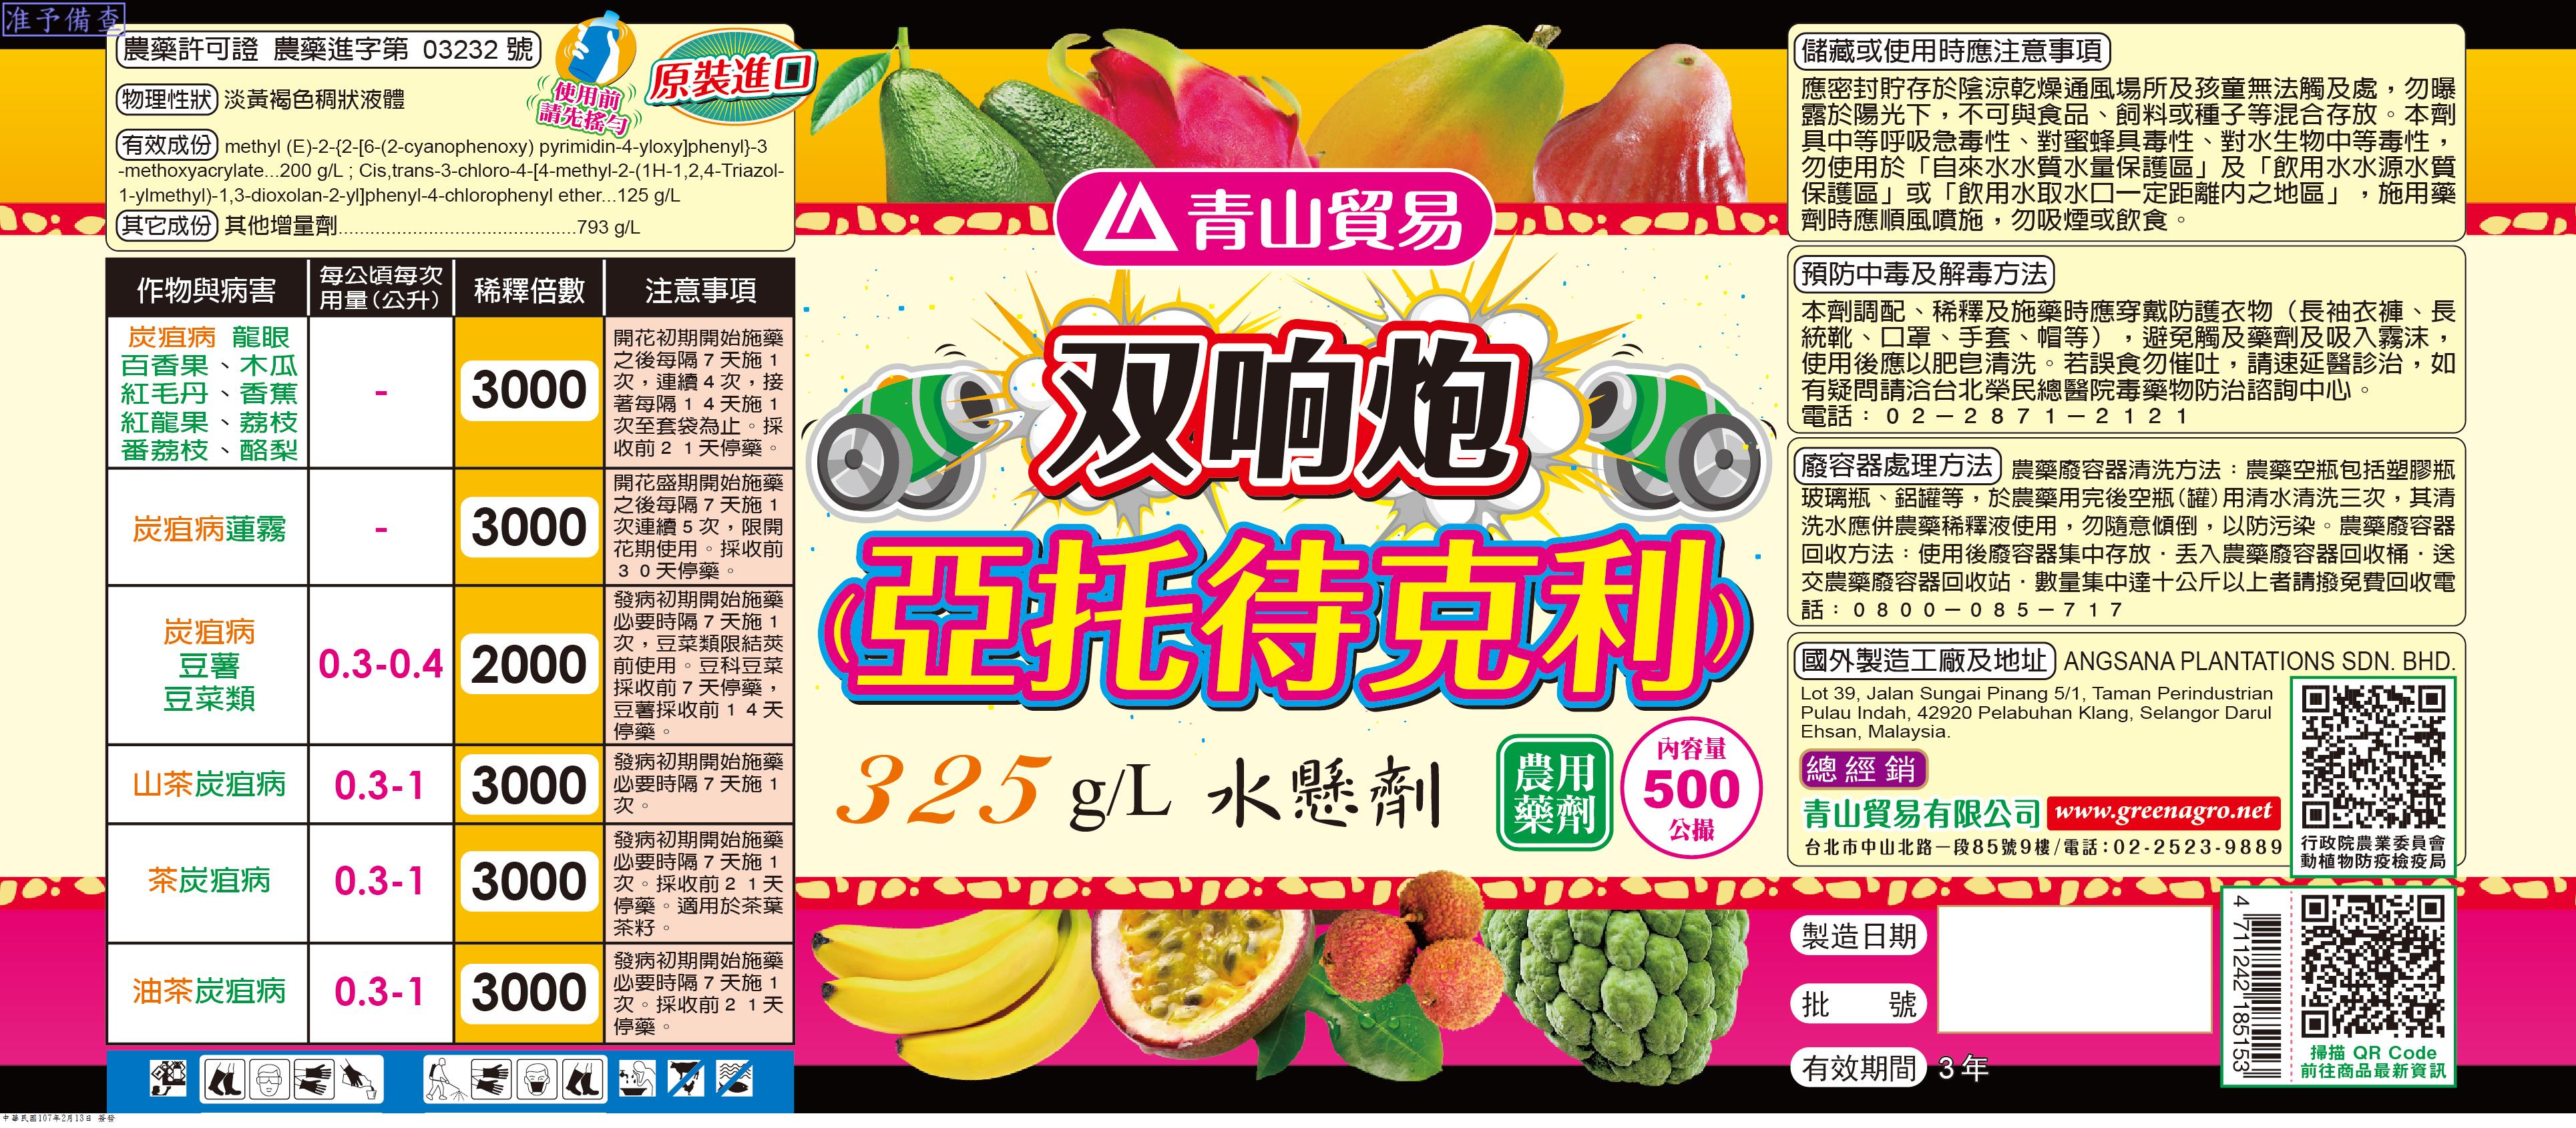 准予備查
農藥許可證 農藥進字第 03232 號
使用前
請先搖勻
原裝進口
物理性狀 淡黃褐色稠狀液體
有效成份 methyl (E)-2-{2-[6-(2-cyanophenoxy) pyrimidin-4-yloxy]phenyl}-3
-methoxyacrylate...200 g/L ; Cis,trans-3-chloro-4-[4-methyl-2-(1H-1,2,4-Triazol-
1-ylmethyl)-1,3-dioxolan-2-yl]phenyl-4-chlorophenyl ether...125 g/L
其它成份 其他增量劑.............................................793 g/L
作物與病害
每公頃每次
用量(公升)
稀釋倍數
注意事項
炭疽病 龍眼
百香果、木瓜
紅毛丹、香蕉
紅龍果、荔枝
番荔枝、酪梨
-
3000
開花初期開始施藥
之後每隔7天施1
次，連續4次，接
著每隔14天施1
次至套袋為止。採
收前21天停藥。
炭疽病蓮霧
-
3000
開花盛期開始施藥
之後每隔7天施1
次連續5次，限開
花期使用。採收前
30天停藥。
炭疽病
豆薯
豆菜類
0.3-0.4
2000
發病初期開始施藥
必要時隔7天施1
次，豆菜類限結莢
前使用。豆科豆菜
採收前7天停藥，
豆薯採收前14天
停藥。
山茶炭疽病
0.3-1
3000
發病初期開始施藥
必要時隔7天施1
次。
茶炭疽病
0.3-1
3000
發病初期開始施藥
必要時隔7天施1
次。採收前21天
停藥。適用於茶葉
茶籽。
油茶炭疽病
0.3-1
3000
發病初期開始施藥
必要時隔7天施1
次。採收前21天
停藥。
中華民國107年2月13日 簽發
青山貿易
双响炮
亞托待克利
325 g/L 水懸劑
農用
藥劑
內容量
500
公撮
儲藏或使用時應注意事項
應密封貯存於陰涼乾燥通風場所及孩童無法觸及處，勿曝
露於陽光下，不可與食品、飼料或種子等混合存放。本劑
具中等呼吸急毒性、對蜜蜂具毒性、對水生物中等毒性，
勿使用於「自來水水質水量保護區」及「飲用水水源水質
保護區」或「飲用水取水口一定距離內之地區」，施用藥
劑時應順風噴施，勿吸煙或飲食。
預防中毒及解毒方法
本劑調配、稀釋及施藥時應穿戴防護衣物（長袖衣褲、長
統靴、口罩、手套、帽等），避免觸及藥劑及吸入霧沫，
使用後應以肥皂清洗。若誤食勿催吐，請速延醫診治，如
有疑問請洽台北榮民總醫院毒藥物防治諮詢中心。
電話：02－2871－2121
廢容器處理方法 農藥廢容器清洗方法：農藥空瓶包括塑膠瓶
玻璃瓶、鋁罐等，於農藥用完後空瓶(罐)用清水清洗三次，其清
洗水應併農藥稀釋液使用，勿隨意傾倒，以防污染。農藥廢容器
回收方法：使用後廢容器集中存放．丟入農藥廢容器回收桶．送
交農藥廢容器回收站．數量集中達十公斤以上者請撥免費回收電
話：0800－085－717
國外製造工廠及地址 ANGSANA PLANTATIONS SDN. BHD.
Lot 39, Jalan Sungai Pinang 5/1, Taman Perindustrian
Pulau Indah, 42920 Pelabuhan Klang, Selangor Darul
Ehsan, Malaysia.
總經銷
青山貿易有限公司 www.greenagro.net
台北市中山北路一段85號9樓/電話:02-2523-9889
行政院農業委員會
動植物防疫檢疫局
製造日期
批 號
有效期間 3年
4 711242 185153
掃描 QR Code
前往商品最新資訊